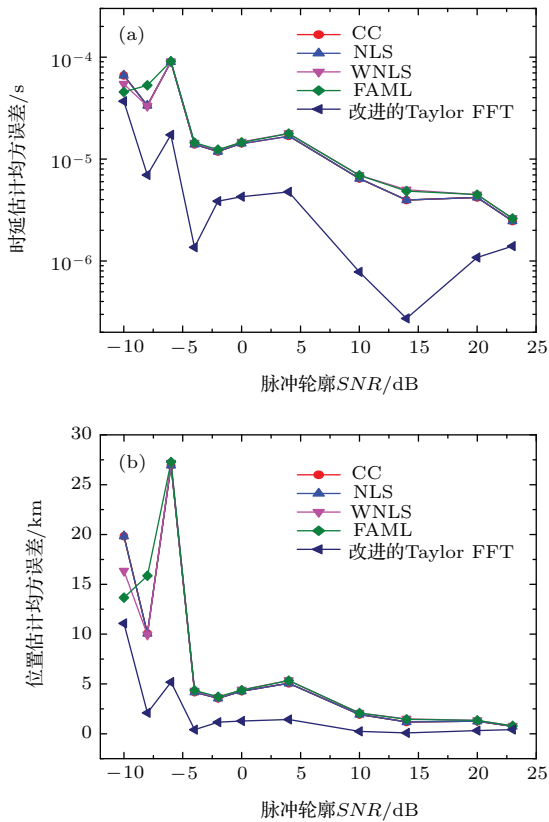 (a)
CC
NLS
WNLS
FAML
改进的Taylor FFT
10⁻⁴
10⁻⁵
10⁻⁶
时延估计均方误差/s
−10 −5 0 5 10 15 20 25
脉冲轮廓SNR/dB
(b)
CC
NLS
WNLS
FAML
改进的Taylor FFT
30
25
20
15
10
5
0
位置估计均方误差/km
−10 −5 0 5 10 15 20 25
脉冲轮廓SNR/dB